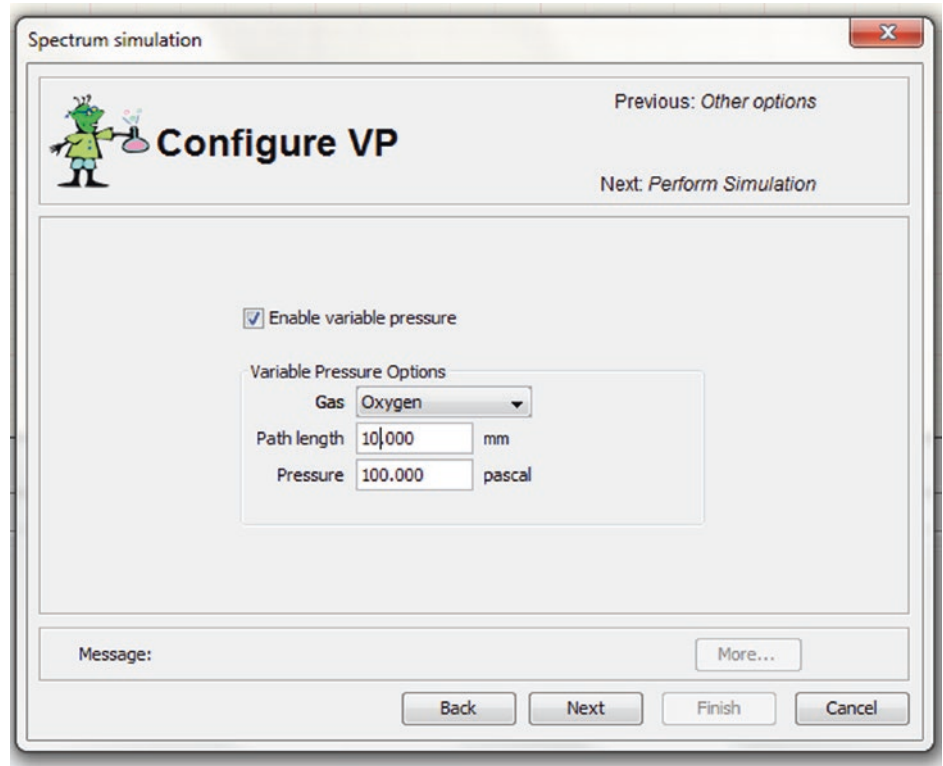 Spectrum simulation
Previous: Other options
Configure VP
Next: Perform Simulation
Enable variable pressure
Variable Pressure Options
Gas Oxygen
Path length 10.000 mm
Pressure 100.000 pascal
Message: More...
Back Next Finish Cancel